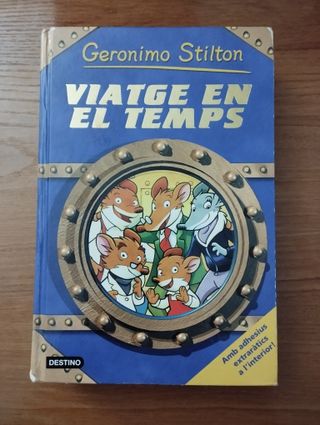 Geronimo Stilton
VIATGE EN
EL TEMPS
Amb adhesius
extraràtics
a l'interior!
DESTINO